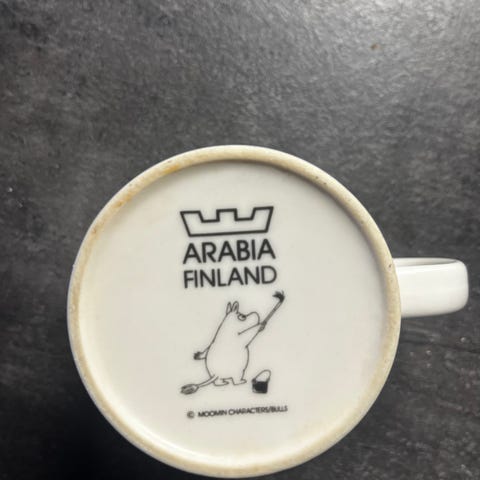 ARABIA
FINLAND
© MOOMIN CHARACTERS/BULLS